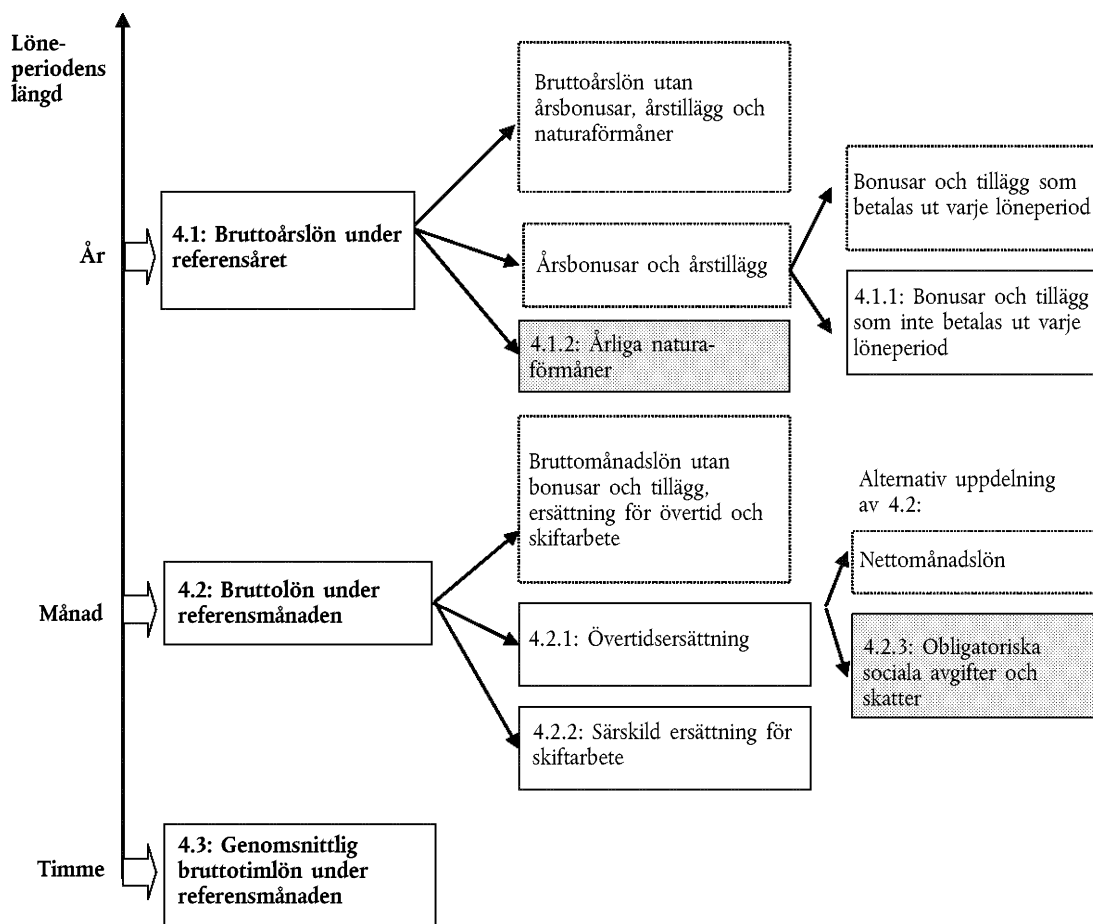 Löne-
periodens
längd
Bruttoårslön utan
årsbonusar, årstillägg och
naturaförmåner
Bonusar och tillägg som
betalas ut varje löneperiod
År
4.1: Bruttoårslön under
referensåret
Årsbonusar och årstillägg
4.1.1: Bonusar och tillägg
som inte betalas ut varje
löneperiod
4.1.2: Årliga natura-
förmåner
Bruttomånadslön utan
bonusar och tillägg,
ersättning för övertid och
skiftarbete
Alternativ uppdelning
av 4.2:
Nettomånadslön
Månad
4.2: Bruttolön under
referensmånaden
4.2.1: Övertidsersättning
4.2.3: Obligatoriska
sociala avgifter och
skatter
4.2.2: Särskild ersättning för
skiftarbete
Timme
4.3: Genomsnittlig
bruttotimlön under
referensmånaden